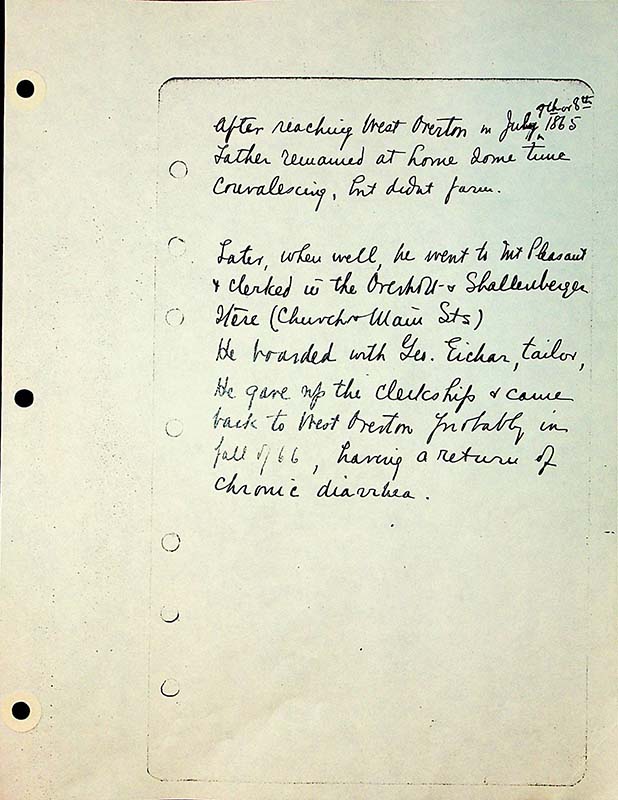 7th or 8th
After reaching West Overton in July, 1865
Father remained at home some time
convalescing, but didnt farm.
Later, when well, he went to Mt Pleasant
& clerked in the Overholt & Shallenberger
Store (Church & Main Sts)
He boarded with Geo. Eichar, tailor,
He gave up the clerkship & came
back to West Overton probably in
fall of 66, having a return of
chronic diarrhea.